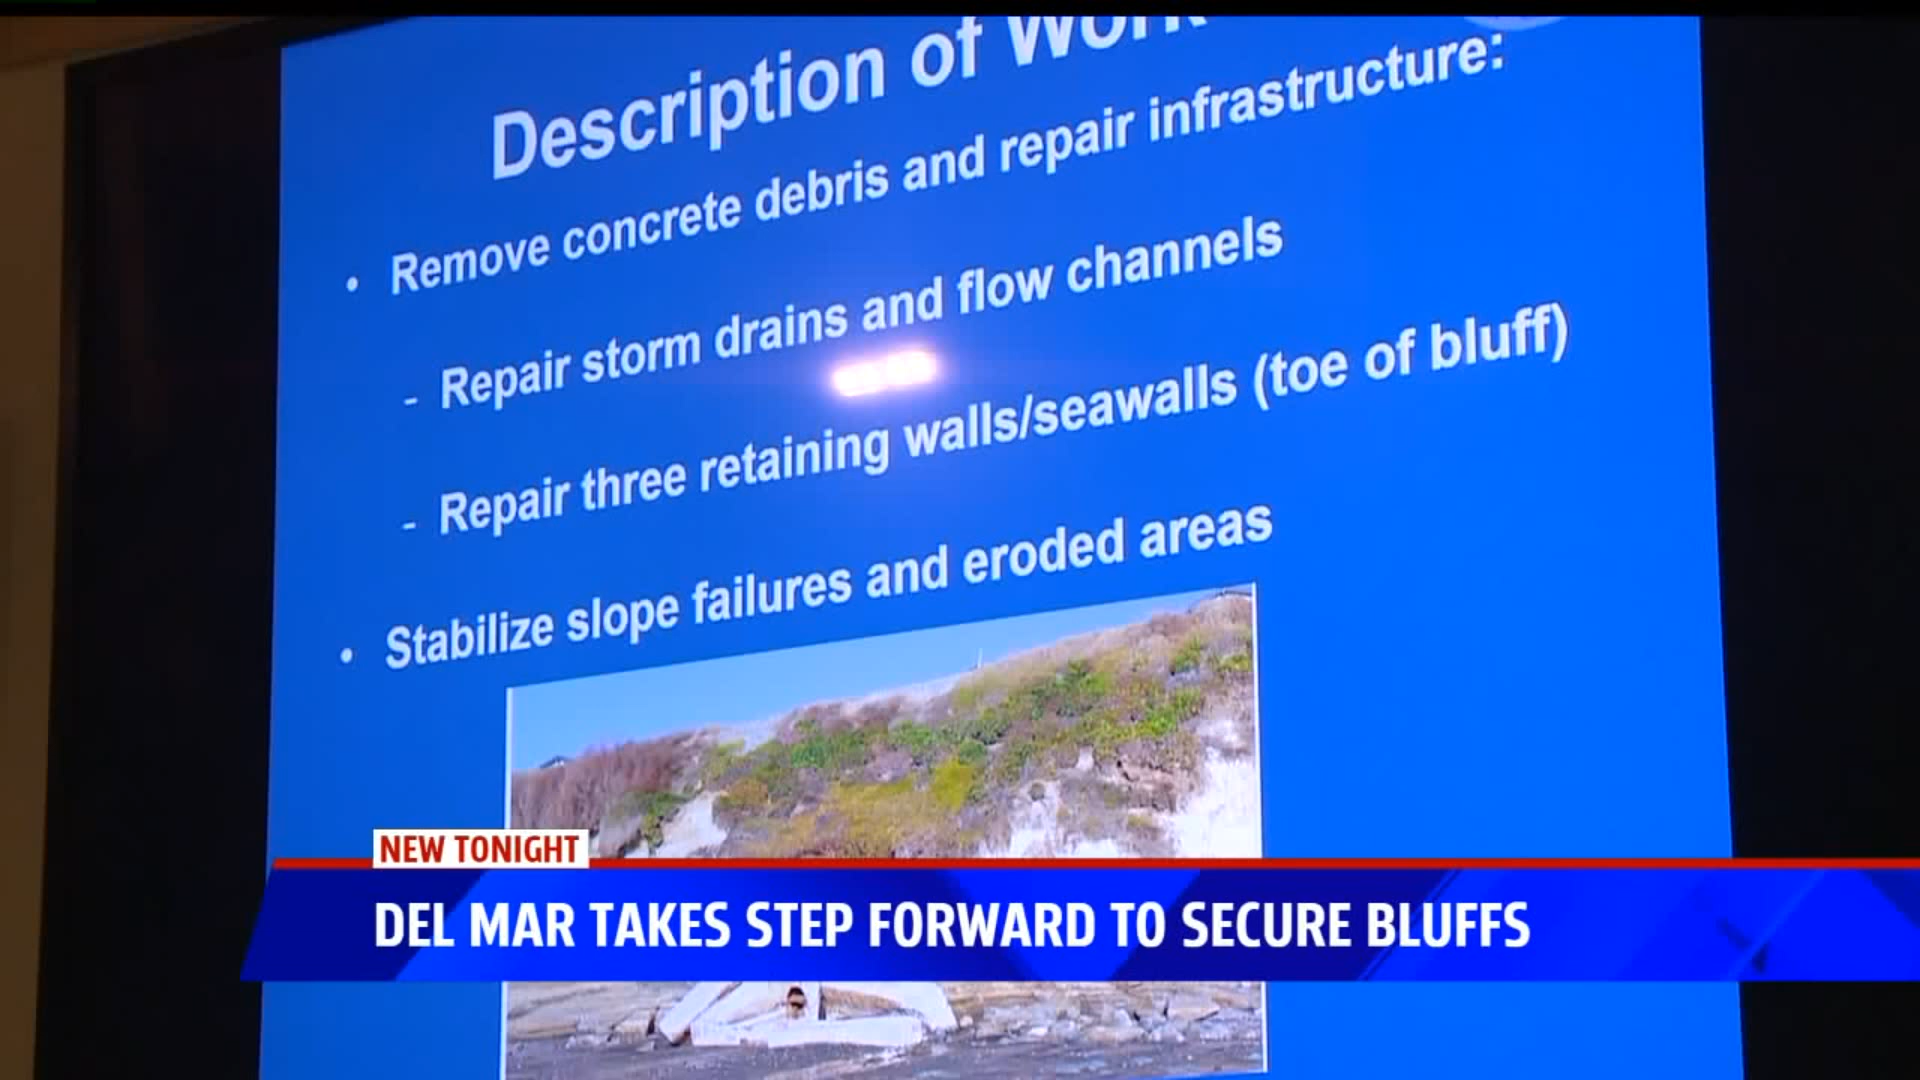 Description of Work
• Remove concrete debris and repair infrastructure:
- Repair storm drains and flow channels
- Repair three retaining walls/seawalls (toe of bluff)
• Stabilize slope failures and eroded areas
NEW TONIGHT
DEL MAR TAKES STEP FORWARD TO SECURE BLUFFS